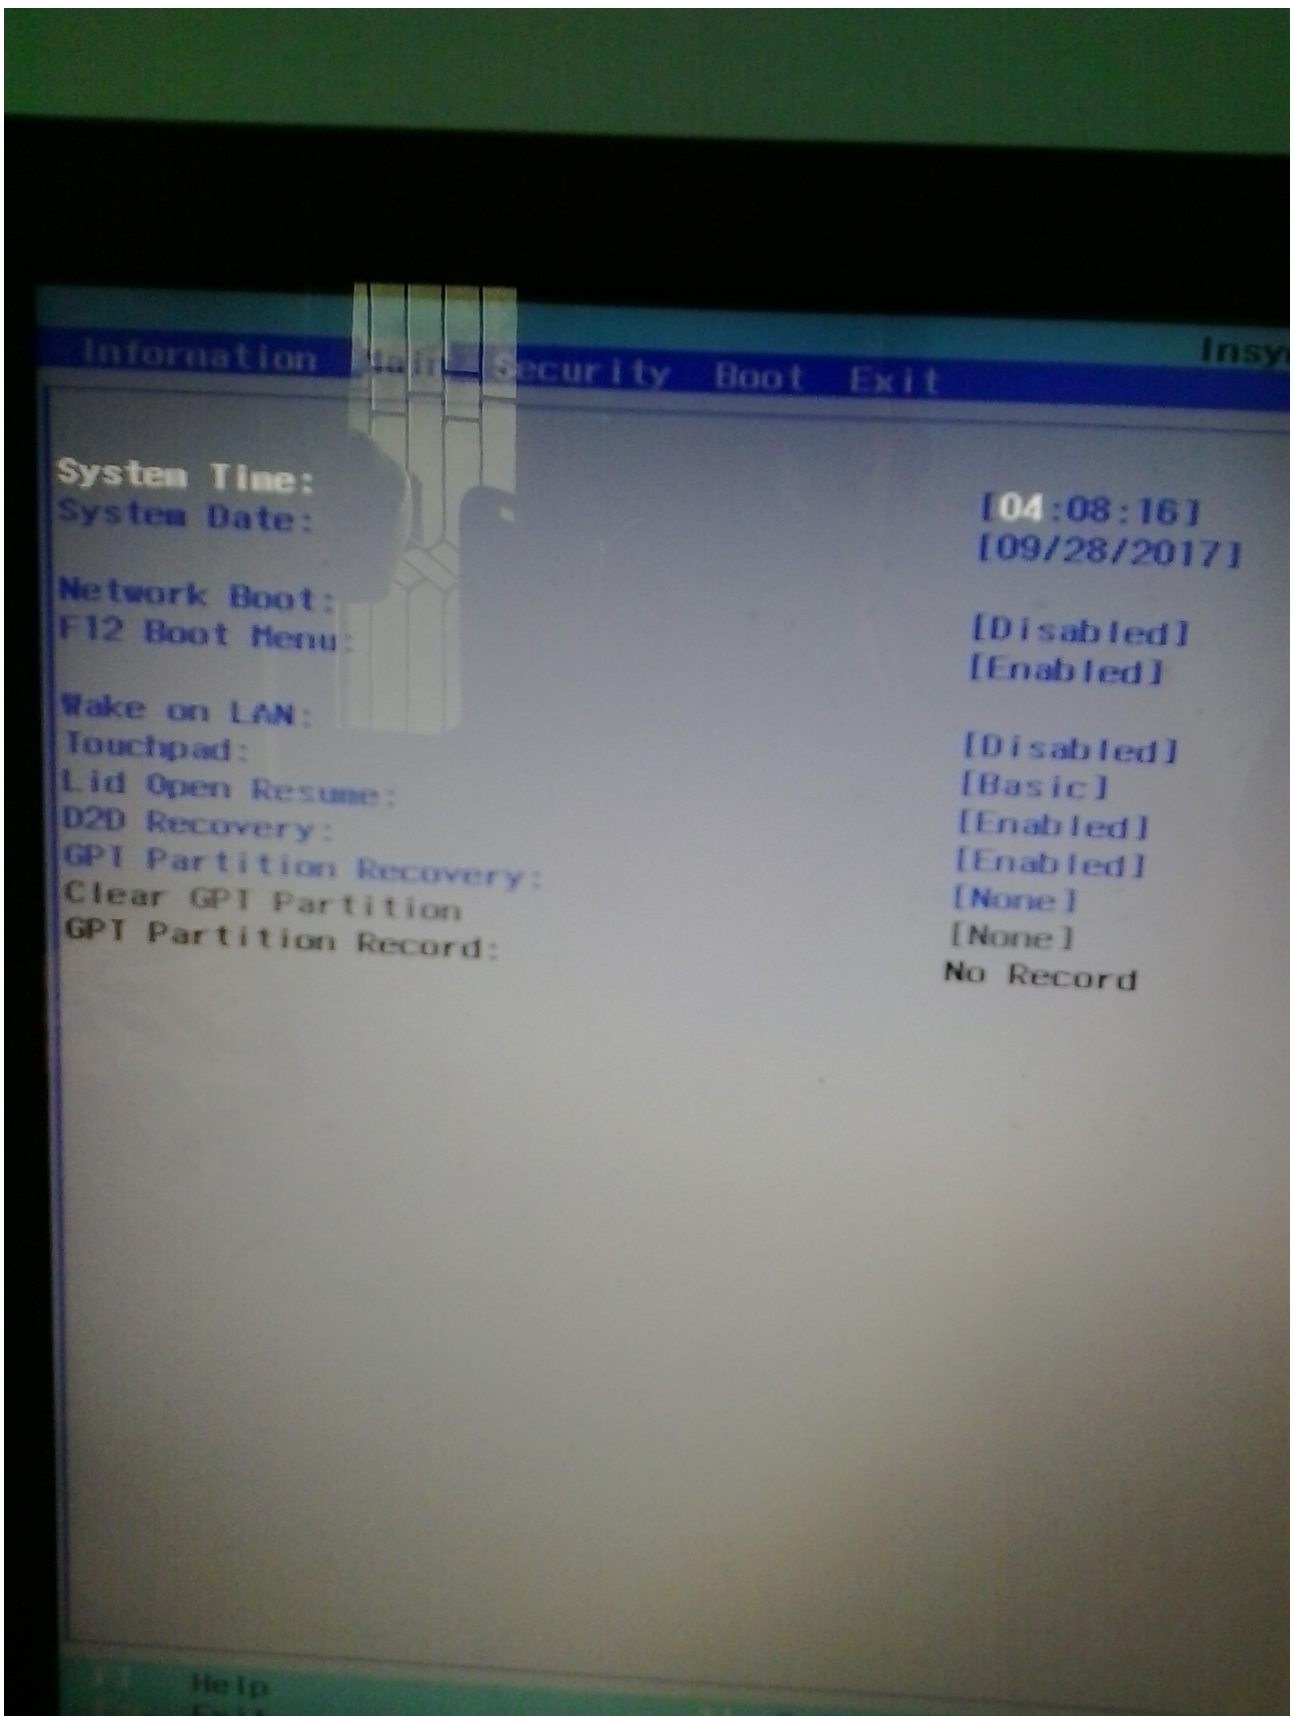 Insy
Information Main Security Boot Exit
System Time: [04:08:16]
System Date: [09/28/2017]
Network Boot: [Disabled]
F12 Boot Menu: [Enabled]
Wake on LAN: [Disabled]
Touchpad: [Basic]
Lid Open Resume: [Enabled]
D2D Recovery: [Enabled]
GPT Partition Recovery: [None]
Clear GPT Partition [None]
GPT Partition Record: No Record
Help